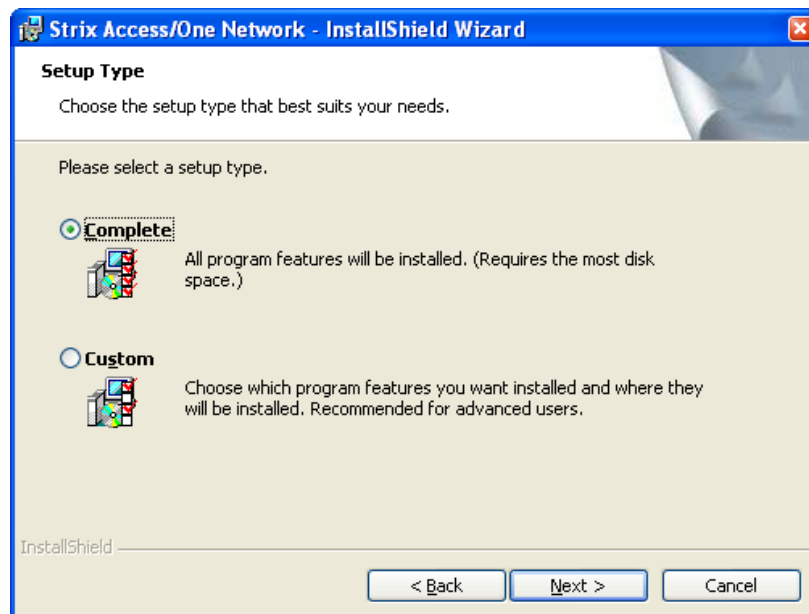 Strix Access/One Network - InstallShield Wizard
Setup Type
Choose the setup type that best suits your needs.
Please select a setup type.
Complete
All program features will be installed. (Requires the most disk
space.)
Custom
Choose which program features you want installed and where they
will be installed. Recommended for advanced users.
InstallShield
< Back
Next >
Cancel